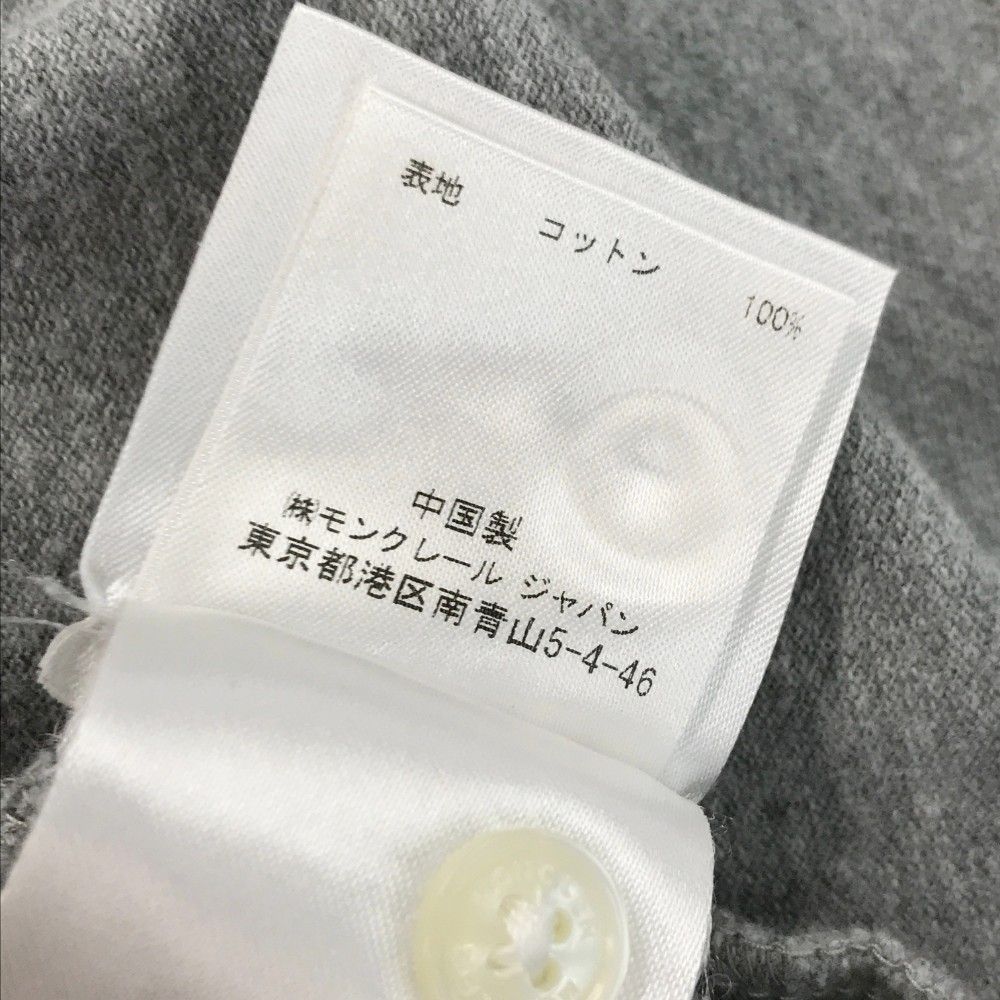 表地 コットン 100%
中国製
㈱モンクレール ジャパン
東京都港区南青山5-4-46